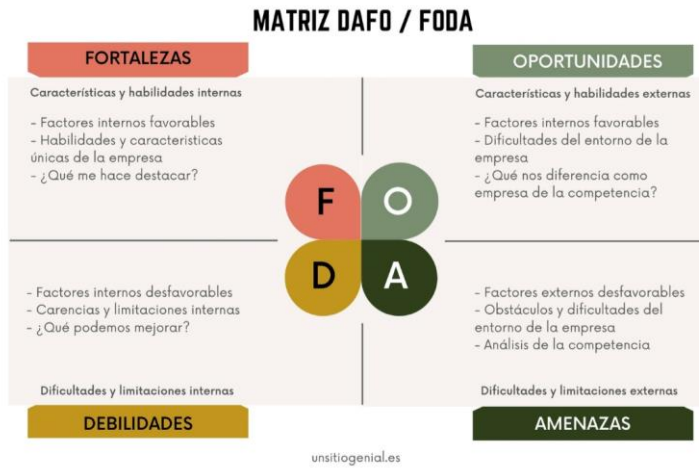 MATRIZ DAFO / FODA
FORTALEZAS
Características y habilidades internas
- Factores internos favorables
- Habilidades y caracteristicas
únicas de la empresa
- ¿Qué me hace destacar?
OPORTUNIDADES
Características y habilidades externas
- Factores internos favorables
- Dificultades del entorno de la
empresa
- ¿Qué nos diferencia como
empresa de la competencia?
F
O
D
A
- Factores internos desfavorables
- Carencias y limitaciones internas
- ¿Qué podemos mejorar?
Dificultades y limitaciones internas
DEBILIDADES
- Factores externos desfavorables
- Obstáculos y dificultades del
entorno de la empresa
- Análisis de la competencia
Dificultades y limitaciones externas
AMENAZAS
unsitiogenial.es